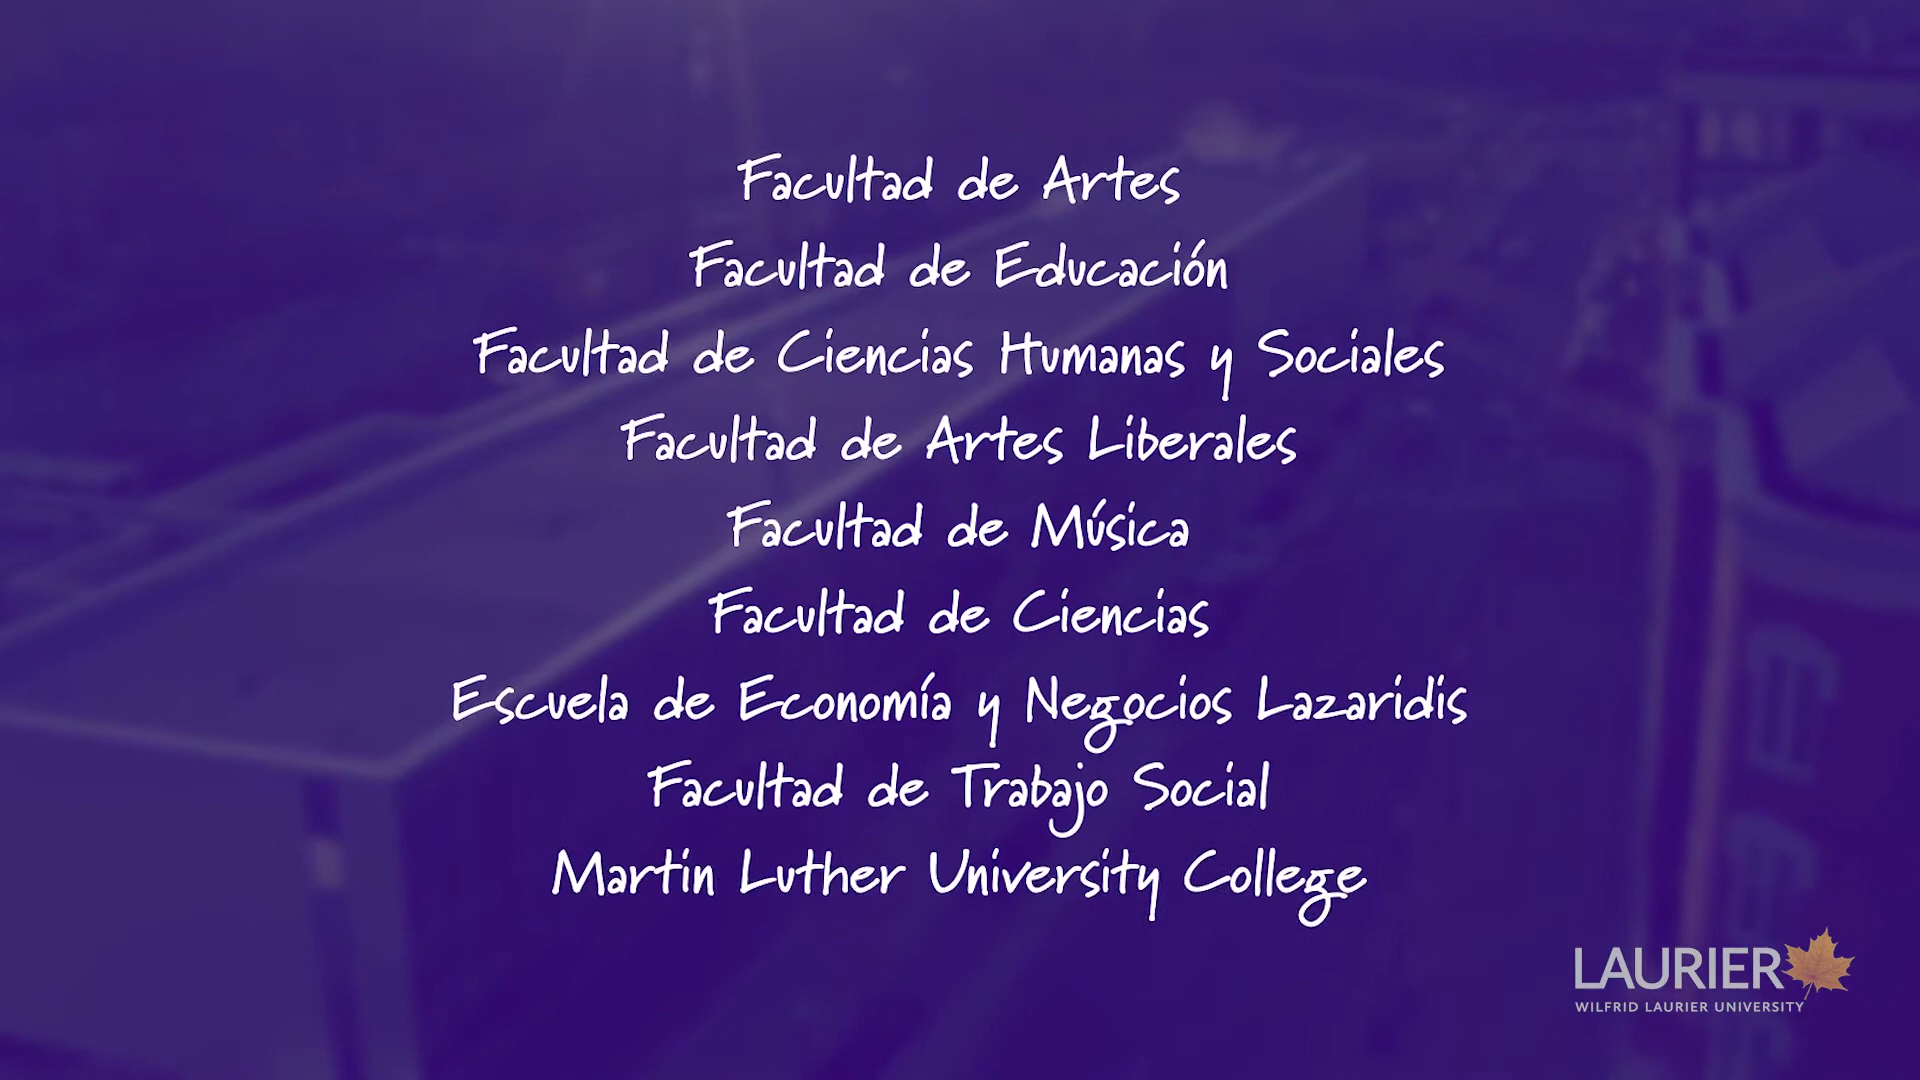 Facultad de Artes
Facultad de Educación
Facultad de Ciencias Humanas y Sociales
Facultad de Artes Liberales
Facultad de Música
Facultad de Ciencias
Escuela de Economía y Negocios Lazaridis
Facultad de Trabajo Social
Martin Luther University College
LAURIER
WILFRID LAURIER UNIVERSITY